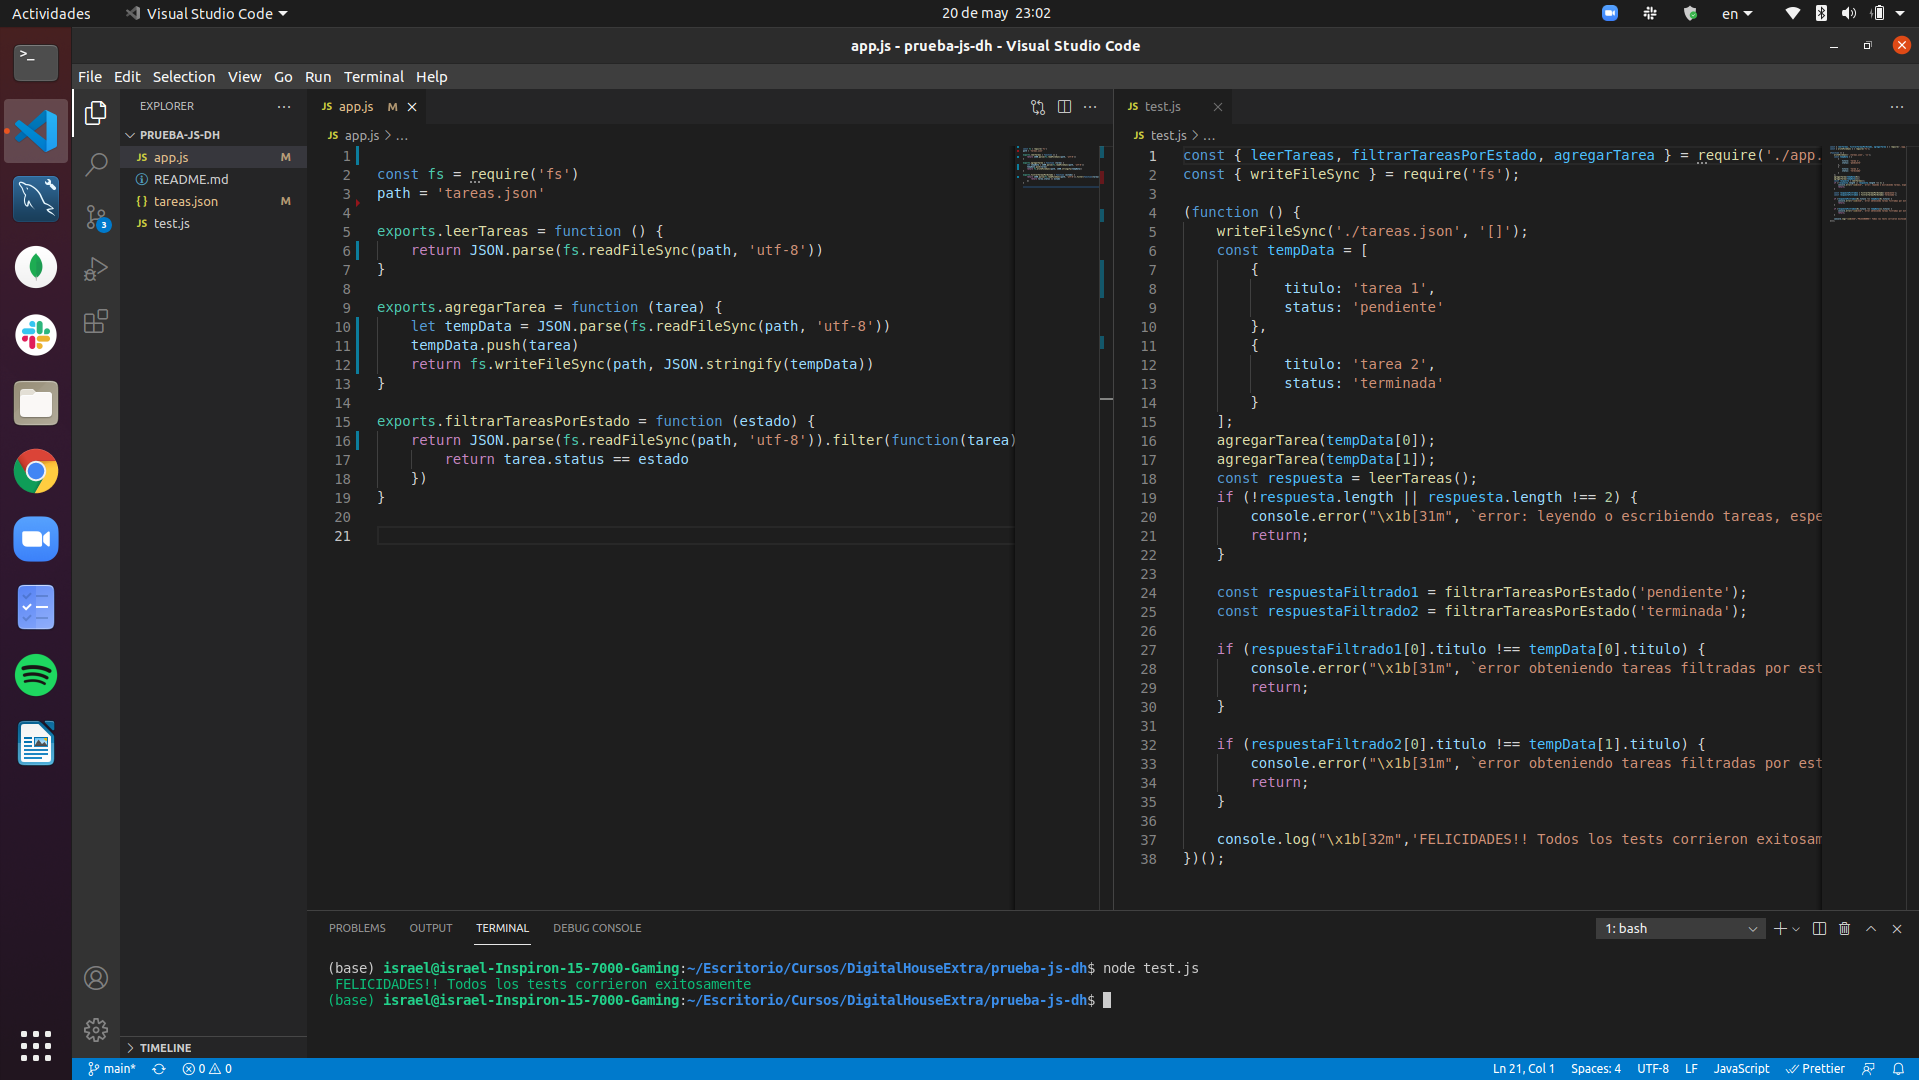 Actividades
Visual Studio Code
20 de may 23:02
en
app.js - prueba-js-dh - Visual Studio Code
File Edit Selection View Go Run Terminal Help
EXPLORER
PRUEBA-JS-DH
JS app.js M
README.md
{} tareas.json M
JS test.js
3
TIMELINE
JS app.js M
JS app.js > ...
1
2 const fs = require('fs')
3 path = 'tareas.json'
4
5 exports.leerTareas = function () {
6 return JSON.parse(fs.readFileSync(path, 'utf-8'))
7 }
8
9 exports.agregarTarea = function (tarea) {
10 let tempData = JSON.parse(fs.readFileSync(path, 'utf-8'))
11 tempData.push(tarea)
12 return fs.writeFileSync(path, JSON.stringify(tempData))
13 }
14
15 exports.filtrarTareasPorEstado = function (estado) {
16 return JSON.parse(fs.readFileSync(path, 'utf-8')).filter(function(tarea)
17 return tarea.status == estado
18 })
19 }
20
21
JS test.js
JS test.js > ...
1 const { leerTareas, filtrarTareasPorEstado, agregarTarea } = require('./app.
2 const { writeFileSync } = require('fs');
3
4 (function () {
5 writeFileSync('./tareas.json', '[]');
6 const tempData = [
7 {
8 titulo: 'tarea 1',
9 status: 'pendiente'
10 },
11 {
12 titulo: 'tarea 2',
13 status: 'terminada'
14 }
15 ];
16 agregarTarea(tempData[0]);
17 agregarTarea(tempData[1]);
18 const respuesta = leerTareas();
19 if (!respuesta.length || respuesta.length !== 2) {
20 console.error("\x1b[31m", `error: leyendo o escribiendo tareas, espe
21 return;
22 }
23
24 const respuestaFiltrado1 = filtrarTareasPorEstado('pendiente');
25 const respuestaFiltrado2 = filtrarTareasPorEstado('terminada');
26
27 if (respuestaFiltrado1[0].titulo !== tempData[0].titulo) {
28 console.error("\x1b[31m", `error obteniendo tareas filtradas por est
29 return;
30 }
31
32 if (respuestaFiltrado2[0].titulo !== tempData[1].titulo) {
33 console.error("\x1b[31m", `error obteniendo tareas filtradas por est
34 return;
35 }
36
37 console.log("\x1b[32m",'FELICIDADES!! Todos los tests corrieron exitosam
38 })();
PROBLEMS OUTPUT TERMINAL DEBUG CONSOLE
1: bash
(base) israel@israel-Inspiron-15-7000-Gaming:~/Escritorio/Cursos/DigitalHouseExtra/prueba-js-dh$ node test.js
FELICIDADES!! Todos los tests corrieron exitosamente
(base) israel@israel-Inspiron-15-7000-Gaming:~/Escritorio/Cursos/DigitalHouseExtra/prueba-js-dh$
main* 0 0
Ln 21, Col 1 Spaces: 4 UTF-8 LF JavaScript Prettier